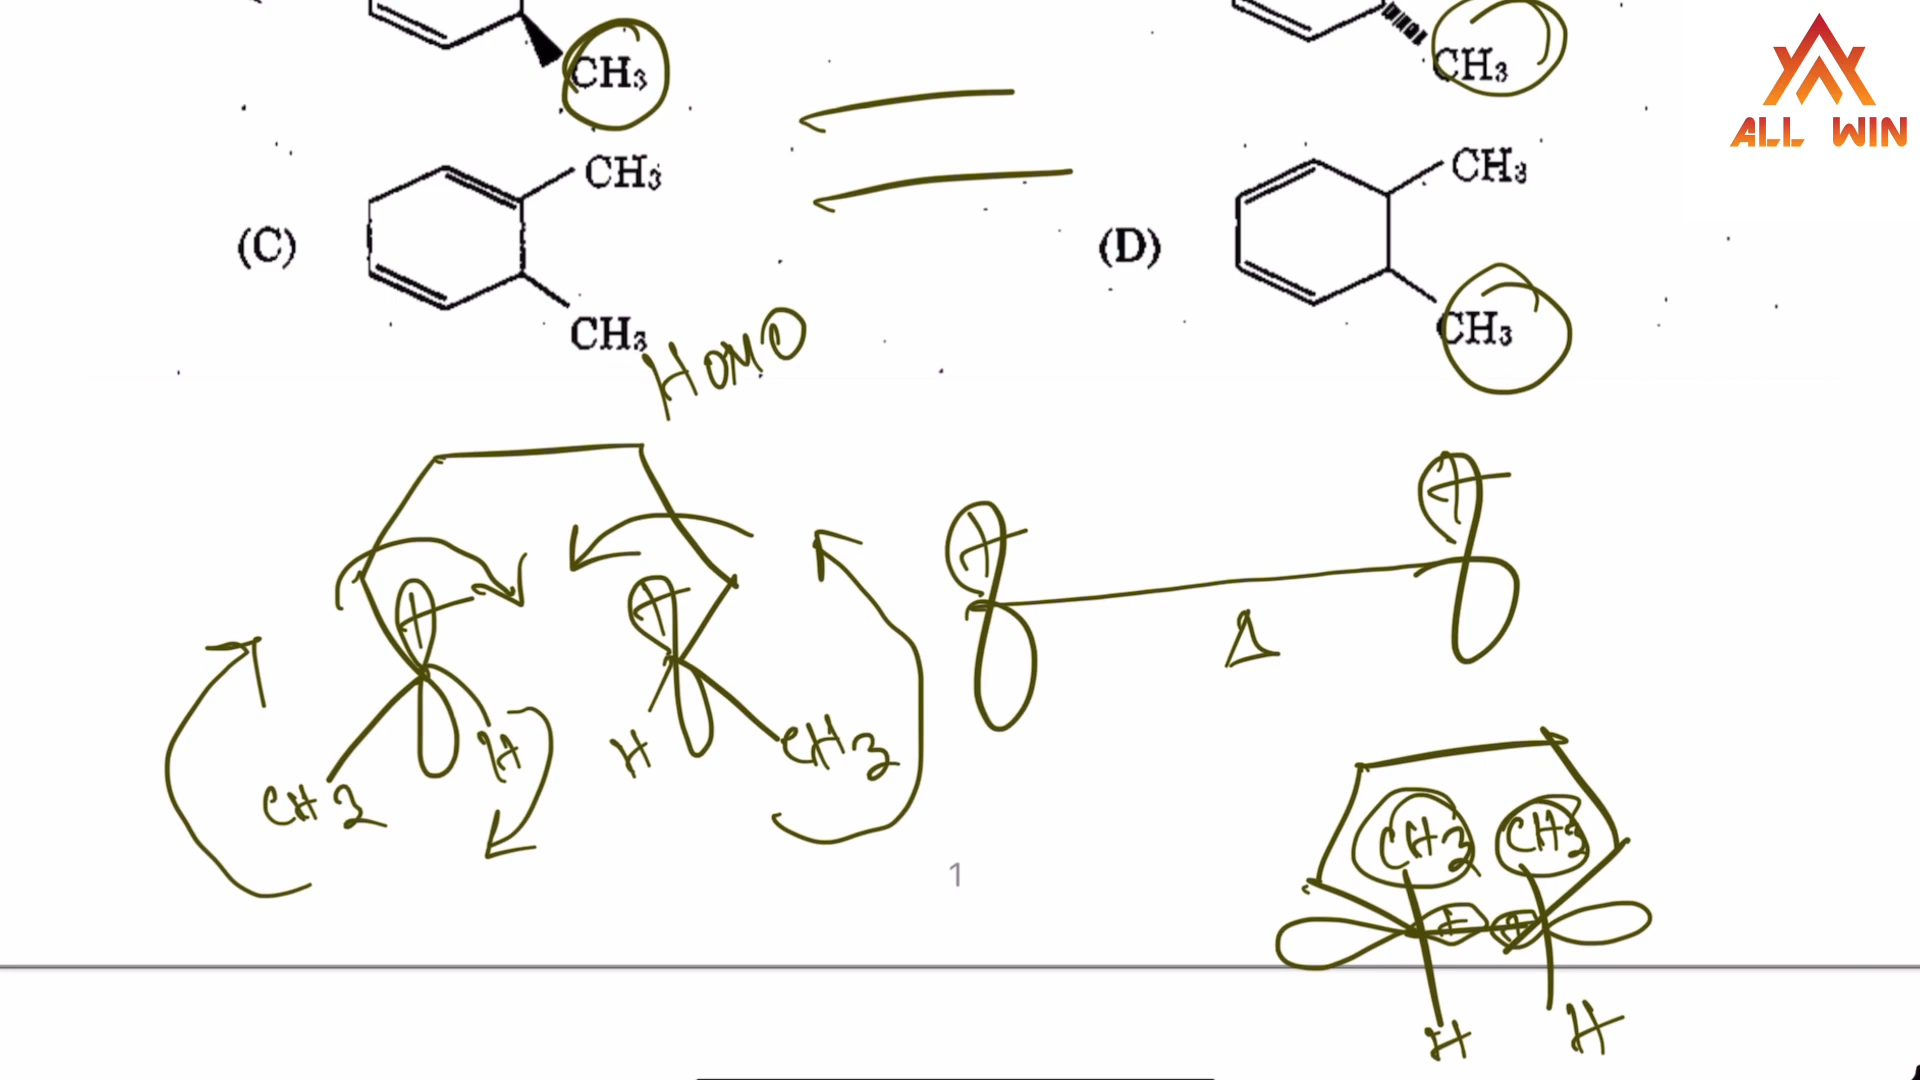 CH₃
CH₃
ALL WIN
(C)
CH₃
CH₃
(D)
CH₃
CH₃
HOMO
+
+
+
+
Δ
H
H
CH3
CH3
1
CH3
CH3
+
+
H
H